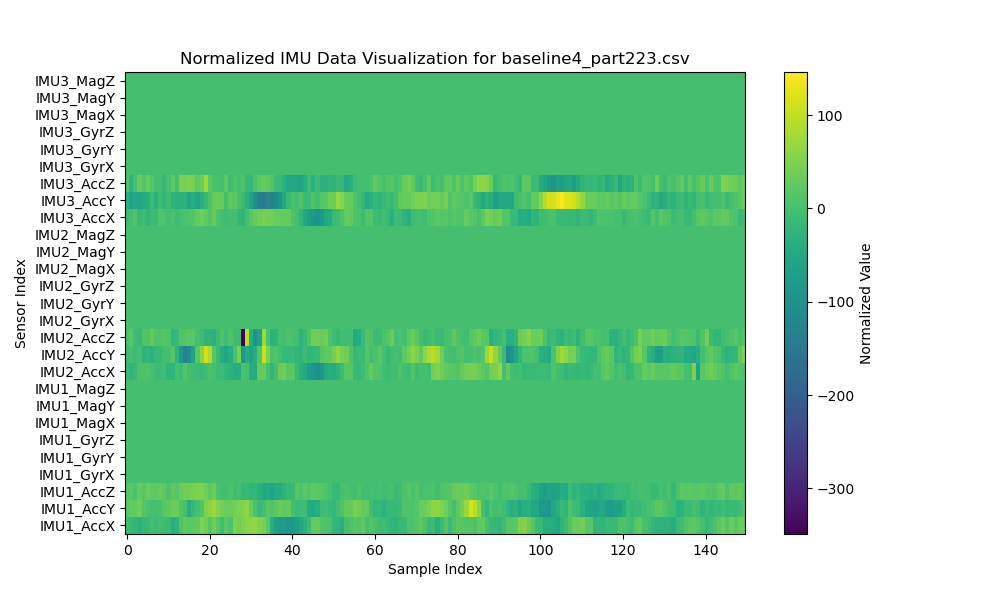 Normalized IMU Data Visualization for baseline4_part223.csv
IMU3_MagZ
IMU3_MagY
IMU3_MagX
IMU3_GyrZ
IMU3_GyrY
IMU3_GyrX
IMU3_AccZ
IMU3_AccY
IMU3_AccX
IMU2_MagZ
IMU2_MagY
IMU2_MagX
IMU2_GyrZ
IMU2_GyrY
IMU2_GyrX
IMU2_AccZ
IMU2_AccY
IMU2_AccX
IMU1_MagZ
IMU1_MagY
IMU1_MagX
IMU1_GyrZ
IMU1_GyrY
IMU1_GyrX
IMU1_AccZ
IMU1_AccY
IMU1_AccX
Sensor Index
0 20 40 60 80 100 120 140
Sample Index
100
0
−100
−200
−300
Normalized Value